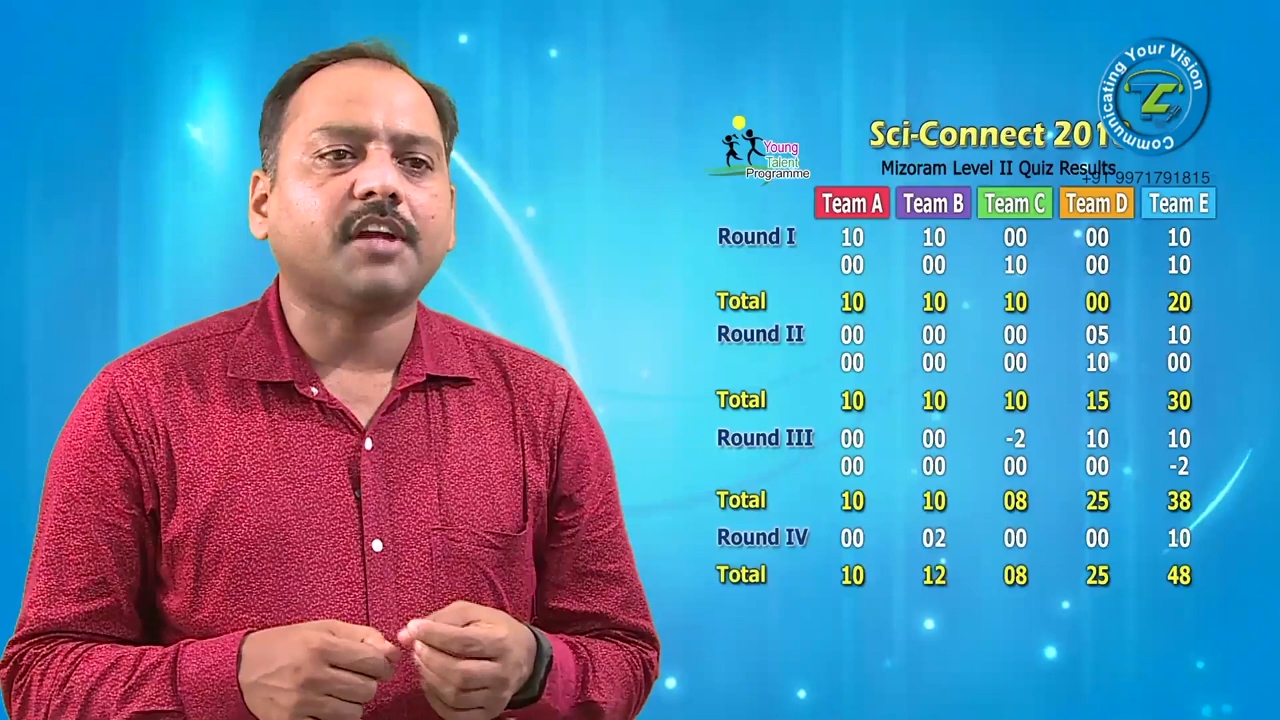 Communicating Your Vision
TC
Sci-Connect 201
Young
Talent
Programme
Mizoram Level II Quiz Results
+91 9971791815
Team A Team B Team C Team D Team E
Round I 10 10 00 00 10
00 00 10 00 10
Total 10 10 10 00 20
Round II 00 00 00 05 10
00 00 00 10 00
Total 10 10 10 15 30
Round III 00 00 -2 10 10
00 00 00 00 -2
Total 10 10 08 25 38
Round IV 00 02 00 00 10
Total 10 12 08 25 48